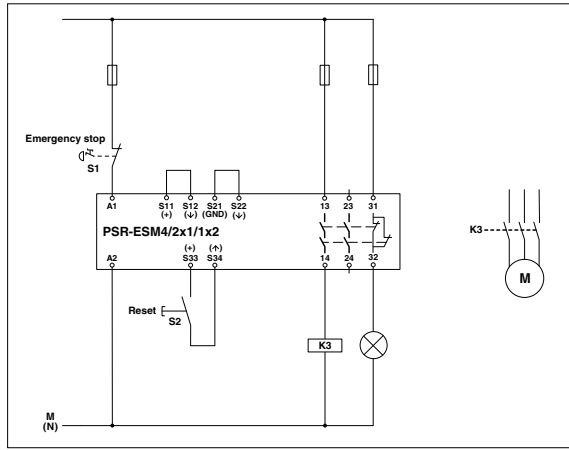 Emergency stop
S1
A1
S11
(+)
S12
(↓)
S21
(GND)
S22
(↓)
13
23
31
PSR-ESM4/2x1/1x2
(+)
(↑)
A2
S33
S34
14
24
32
K3
M
Reset
S2
K3
M
(N)